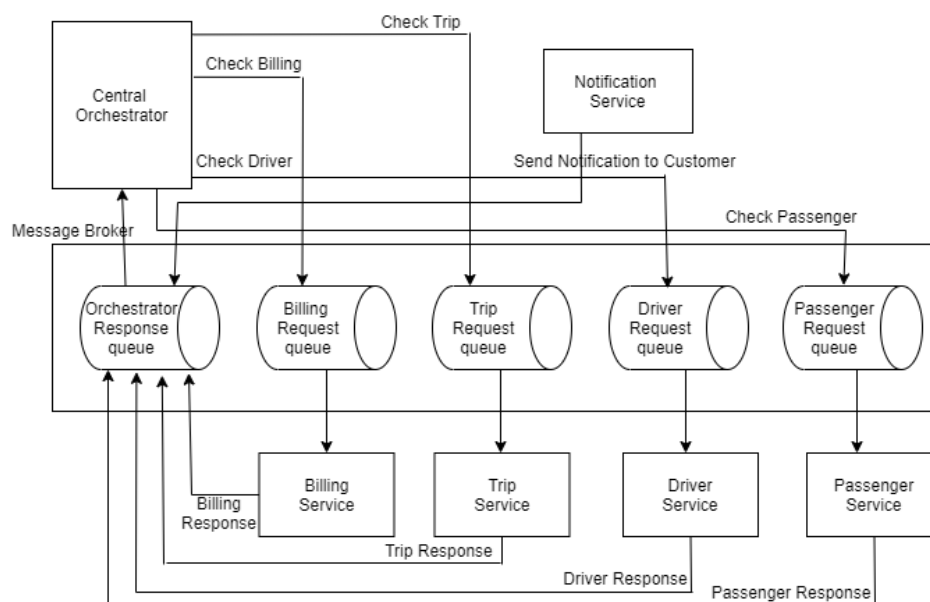 Check Trip
Check Billing
Central
Orchestrator
Notification
Service
Check Driver
Send Notification to Customer
Check Passenger
Message Broker
Orchestrator
Response
queue
Billing
Request
queue
Trip
Request
queue
Driver
Request
queue
Passenger
Request
queue
Billing
Service
Trip
Service
Driver
Service
Passenger
Service
Billing
Response
Trip Response
Driver Response
Passenger Response